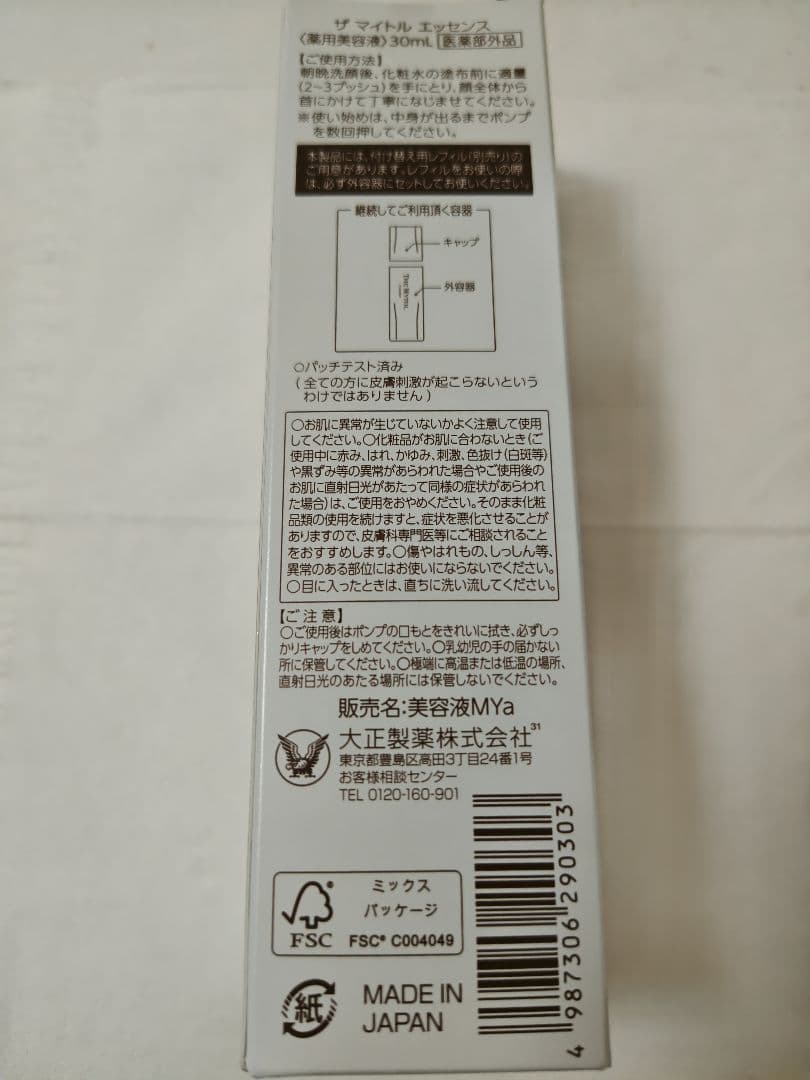 ザ マイトル エッセンス
〈薬用美容液〉30mL 医薬部外品
【ご使用方法】
朝晩洗顔後、化粧水の塗布前に適量
(2~3プッシュ)を手にとり、顔全体から
首にかけて丁寧になじませてください。
※使い始めは、中身が出るまでポンプ
を数回押してください。
本製品には、付け替え用レフィル(別売り)の
ご用意があります。レフィルをお使いの際
は、必ず外容器にセットしてお使いください。
継続してご利用頂く容器
キャップ
THE MYTOL
外容器
○パッチテスト済み
(全ての方に皮膚刺激が起こらないという
わけではありません)
○お肌に異常が生じていないかよく注意して使用
してください。○化粧品がお肌に合わないとき(ご
使用中に赤み、はれ、かゆみ、刺激、色抜け(白斑等)
や黒ずみ等の異常があらわれた場合やご使用後の
お肌に直射日光があたって同様の症状があらわれ
た場合)は、ご使用をおやめください。そのまま化粧
品類の使用を続けますと、症状を悪化させることが
ありますので、皮膚科専門医等にご相談されること
をおすすめします。○傷やはれもの、しっしん等、
異常のある部位にはお使いにならないでください。
○目に入ったときは、直ちに洗い流してください。
【ご注意】
○ご使用後はポンプの口もとをきれいに拭き、必ずしっ
かりキャップをしめてください。○乳幼児の手の届かない
所に保管してください。○極端に高温または低温の場所、
直射日光のあたる場所には保管しないでください。
販売名:美容液MYa
大正製薬株式会社31
東京都豊島区高田3丁目24番1号
お客様相談センター
TEL 0120-160-901
ミックス
パッケージ
FSC
FSC® C004049
紙
MADE IN
JAPAN
4 987306 290303